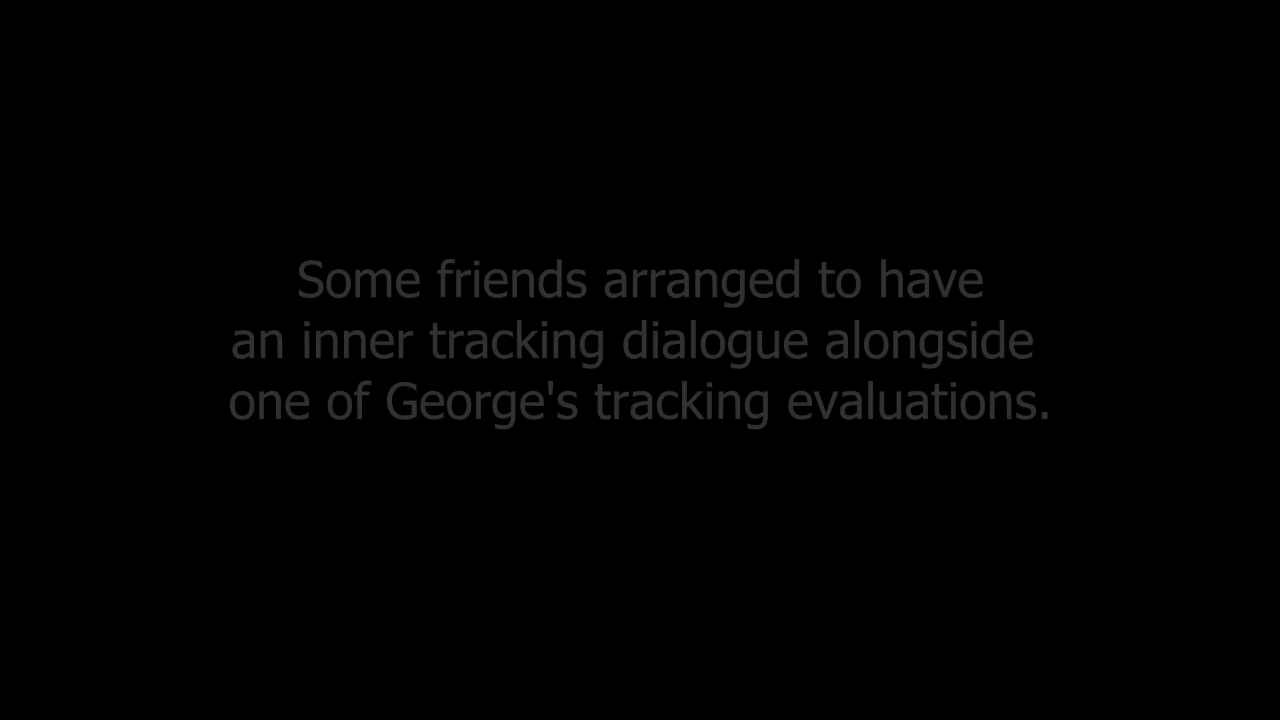 Some friends arranged to have
an inner tracking dialogue alongside
one of George's tracking evaluations.